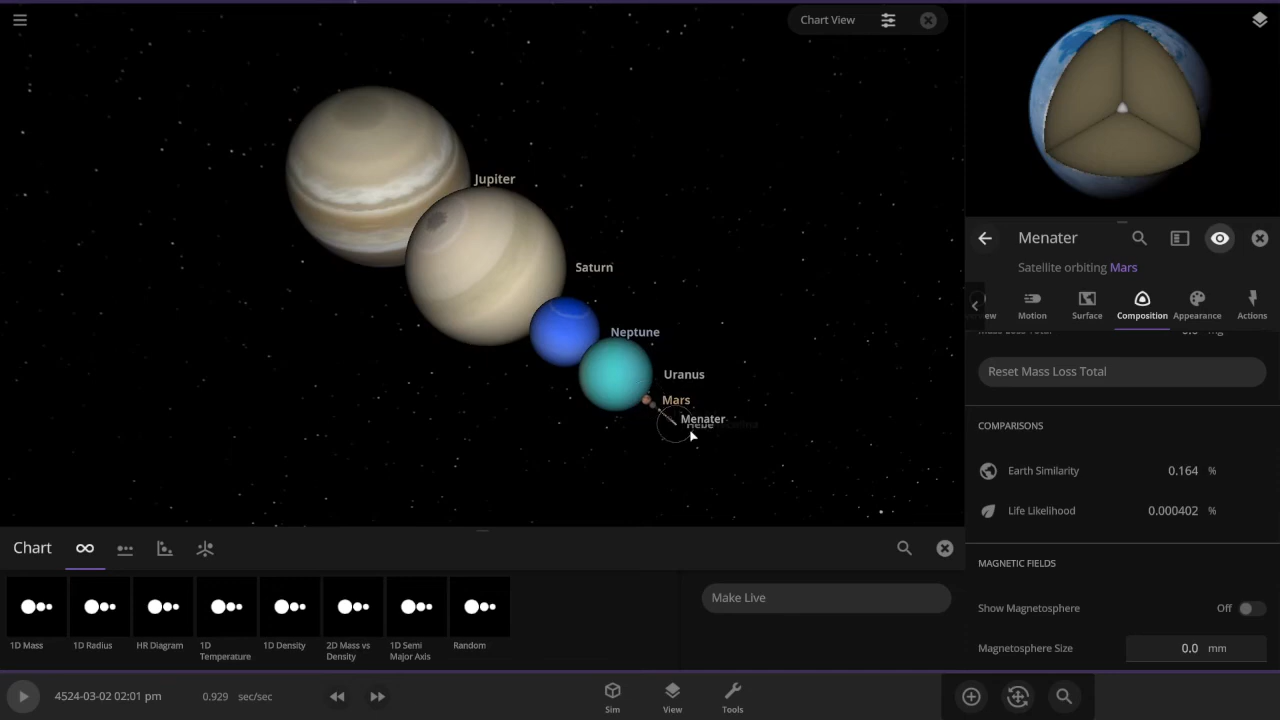 Chart View
Jupiter
Saturn
Neptune
Uranus
Mars
Menater
Hebe
Menater
Satellite orbiting Mars
Motion
Surface
Composition
Appearance
Actions
Reset Mass Loss Total
COMPARISONS
Earth Similarity 0.164 %
Life Likelihood 0.000402 %
MAGNETIC FIELDS
Show Magnetosphere Off
Magnetosphere Size 0.0 mm
Chart
1D Mass
1D Radius
HR Diagram
1D
Temperature
1D Density
2D Mass vs
Density
1D Semi
Major Axis
Random
Make Live
4524-03-02 02:01 pm
0.929 sec/sec
Sim
View
Tools